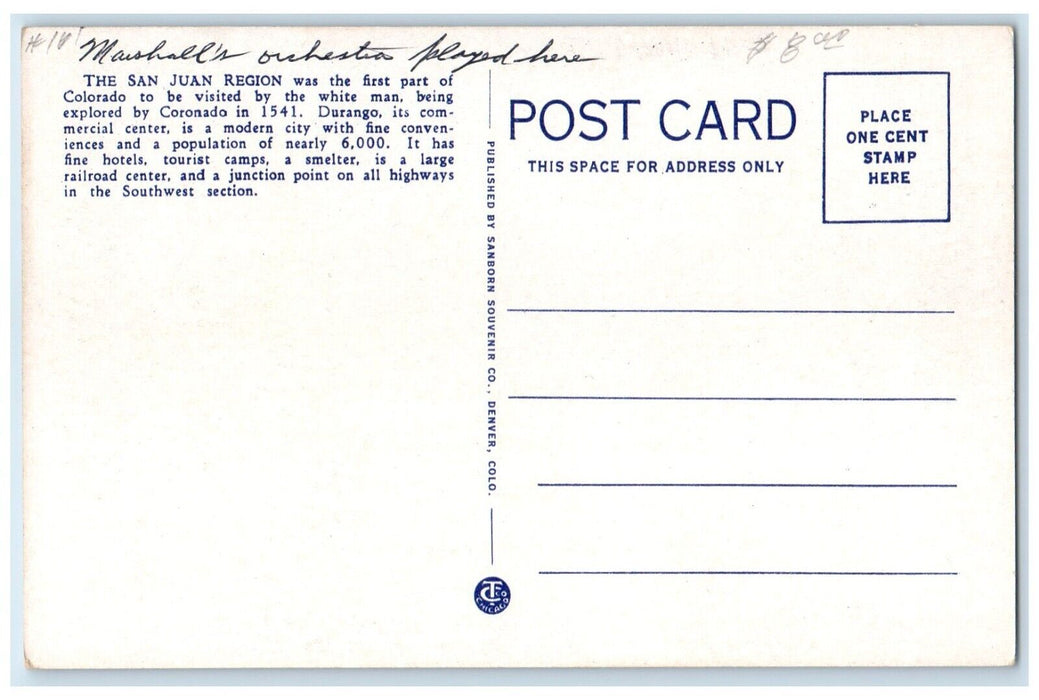 Marshall's orchestra played here
$ 8.00
THE SAN JUAN REGION was the first part of
Colorado to be visited by the white man, being
explored by Coronado in 1541. Durango, its com-
mercial center, is a modern city with fine conven-
iences and a population of nearly 6,000. It has
fine hotels, tourist camps, a smelter, is a large
railroad center, and a junction point on all highways
in the Southwest section.
PUBLISHED BY SANBORN SOUVENIR CO., DENVER, COLO.
POST CARD
THIS SPACE FOR ADDRESS ONLY
PLACE
ONE CENT
STAMP
HERE
CTCO
CHICAGO